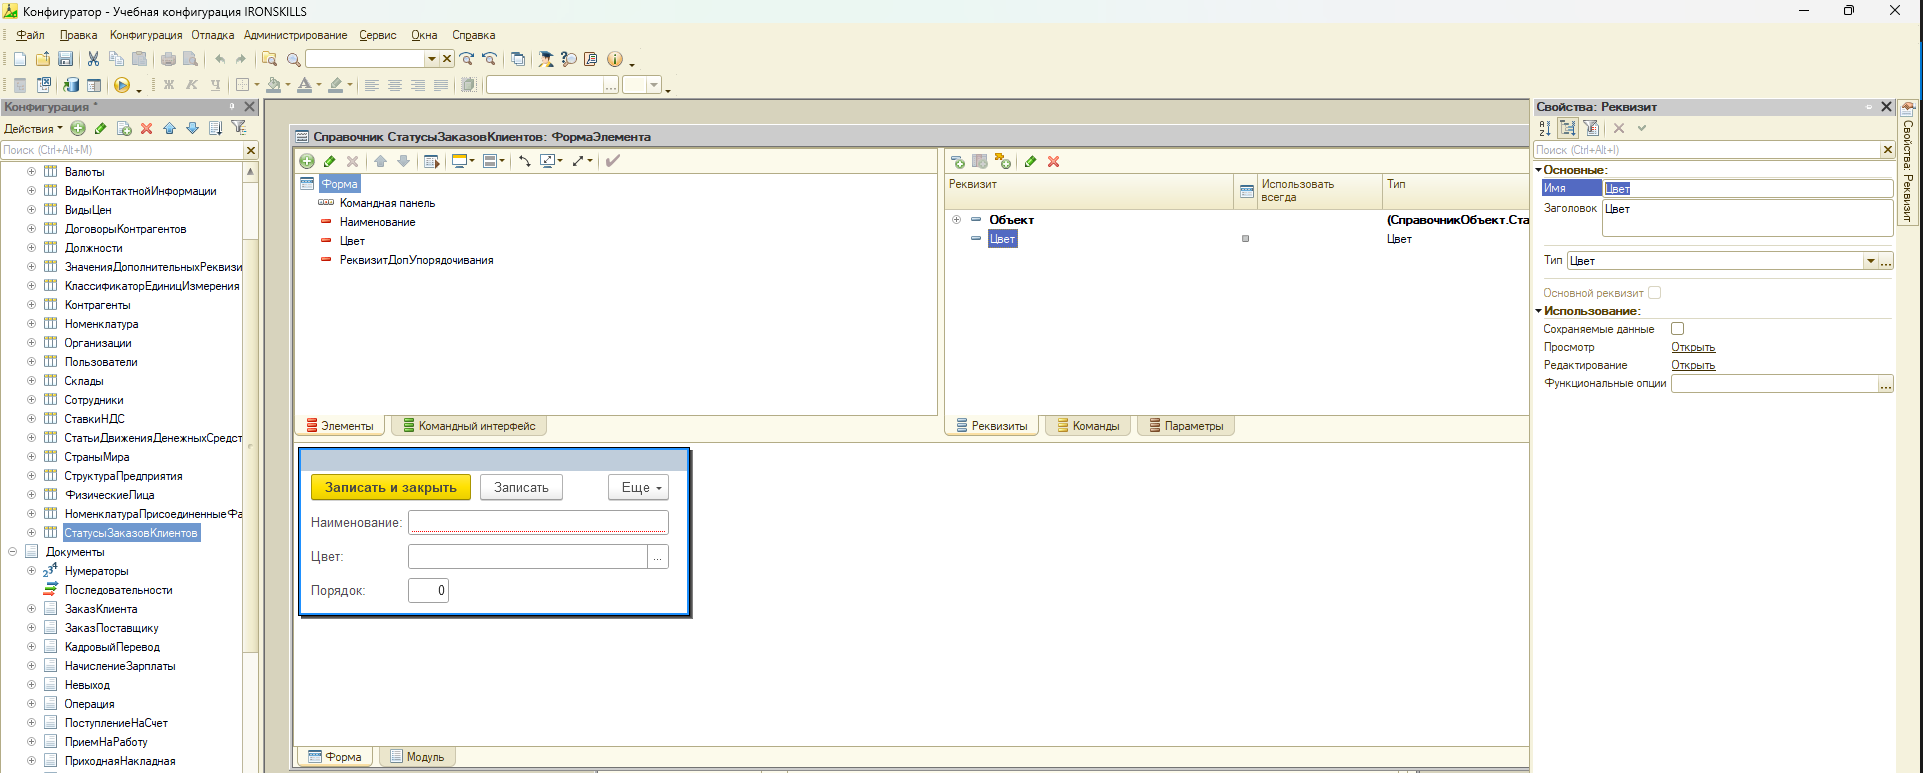 Конфигуратор - Учебная конфигурация IRONSKILLS
Файл Правка Конфигурация Отладка Администрирование Сервис Окна Справка
Ж К Ч
Конфигурация *
Действия
Поиск (Ctrl+Alt+M)
Валюты
ВидыКонтактнойИнформации
ВидыЦен
ДоговорыКонтрагентов
Должности
ЗначенияДополнительныхРеквизи
КлассификаторЕдиницИзмерения
Контрагенты
Номенклатура
Организации
Пользователи
Склады
Сотрудники
СтавкиНДС
СтатьиДвиженияДенежныхСредст
СтраныМира
СтруктураПредприятия
ФизическиеЛица
НоменклатураПрисоединенныеФа
СтатусыЗаказовКлиентов
Документы
Нумераторы
Последовательности
ЗаказКлиента
ЗаказПоставщику
КадровыйПеревод
НачислениеЗарплаты
Невыход
Операция
ПоступлениеНаСчет
ПриемНаРаботу
ПриходнаяНакладная
Справочник СтатусыЗаказовКлиентов: ФормаЭлемента
Форма
Командная панель
Наименование
Цвет
РеквизитДопУпорядочивания
Элементы Командный интерфейс
Реквизит Использовать всегда Тип
Объект (СправочникОбъект.Ста
Цвет Цвет
Реквизиты Команды Параметры
Записать и закрыть Записать Еще
Наименование:
Цвет: ...
Порядок: 0
Форма Модуль
Свойства: Реквизит
Поиск (Ctrl+Alt+I)
Основные:
Имя Цвет
Заголовок Цвет
Тип Цвет ...
Основной реквизит
Использование:
Сохраняемые данные
Просмотр Открыть
Редактирование Открыть
Функциональные опции ...
Свойства: Реквизит